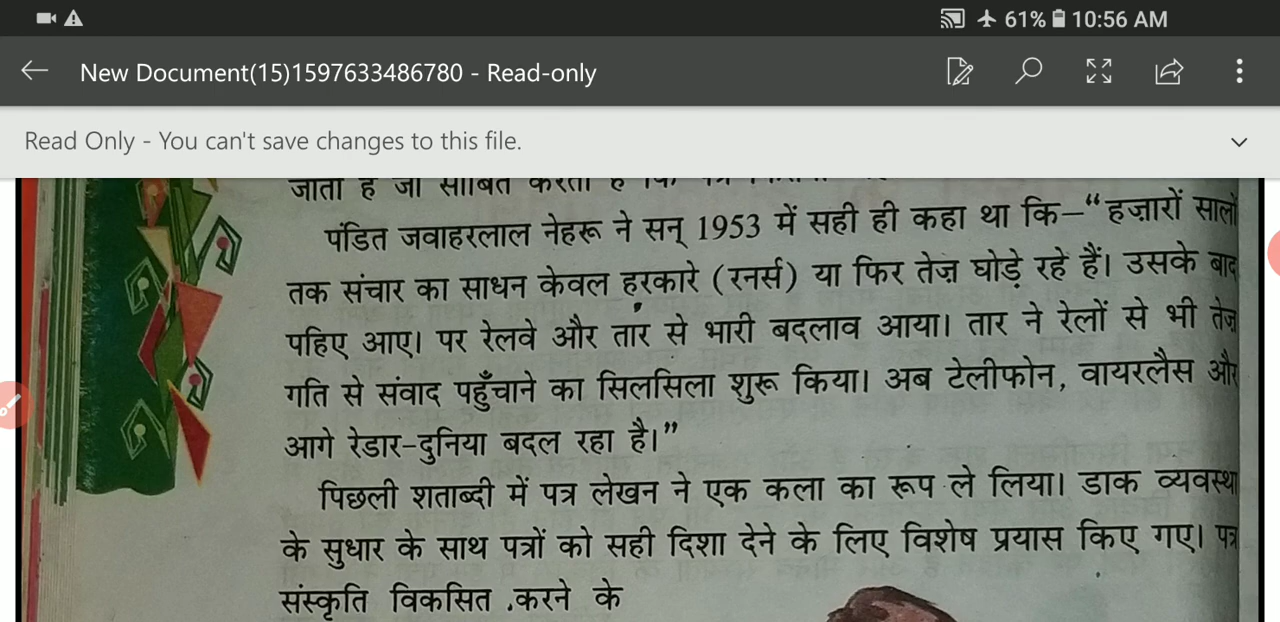 61% 10:56 AM
New Document(15)1597633486780 - Read-only
Read Only - You can't save changes to this file.
जाता है जो साबित करता है कि
पंडित जवाहरलाल नेहरू ने सन् 1953 में सही ही कहा था कि–“हज़ारों सालों
तक संचार का साधन केवल हरकारे (रनर्स) या फिर तेज़ घोड़े रहे हैं। उसके बाद
पहिए आए। पर रेलवे और तार से भारी बदलाव आया। तार ने रेलों से भी तेज़
गति से संवाद पहुँचाने का सिलसिला शुरू किया। अब टेलीफोन, वायरलैस और
आगे रेडार-दुनिया बदल रहा है।”
पिछली शताब्दी में पत्र लेखन ने एक कला का रूप ले लिया। डाक व्यवस्था
के सुधार के साथ पत्रों को सही दिशा देने के लिए विशेष प्रयास किए गए। पत्र
संस्कृति विकसित करने के